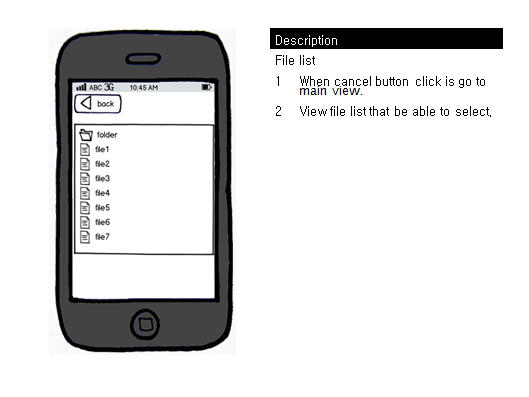 ABC 3G 10:45 AM
back
folder
file1
file2
file3
file4
file5
file6
file7
Description
File list
1 When cancel button click is go to
main view.
2 View file list that be able to select.